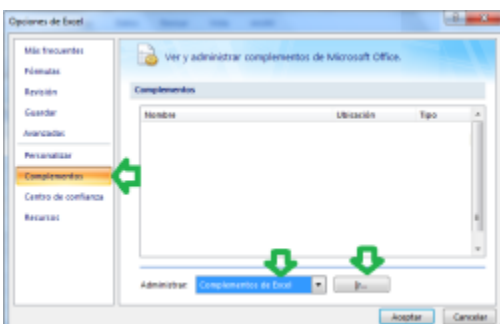 Opciones de Excel
Más frecuentes
Fórmulas
Revisión
Guardar
Avanzadas
Personalizar
Complementos
Centro de confianza
Recursos
Ver y administrar complementos de Microsoft Office.
Complementos
Nombre Ubicación Tipo
Administrar: Complementos de Excel Ir...
Aceptar Cancelar